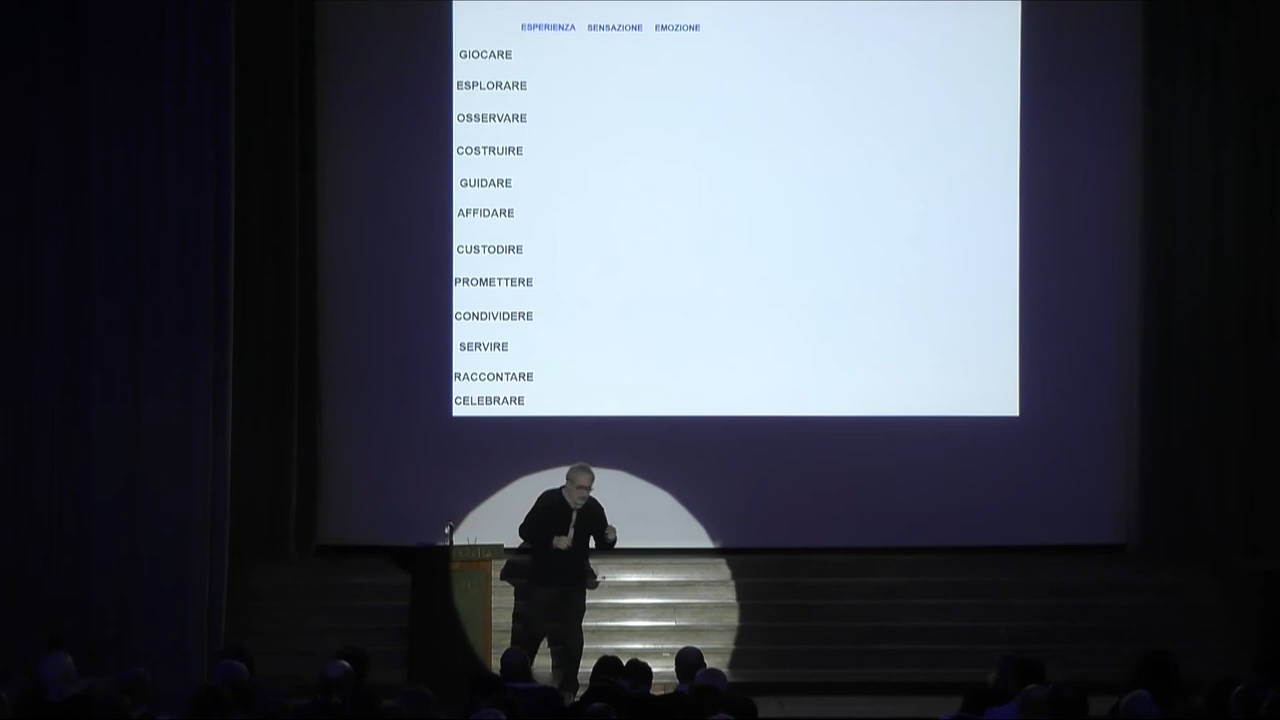 ESPERIENZA SENSAZIONE EMOZIONE
GIOCARE
ESPLORARE
OSSERVARE
COSTRUIRE
GUIDARE
AFFIDARE
CUSTODIRE
PROMETTERE
CONDIVIDERE
SERVIRE
RACCONTARE
CELEBRARE